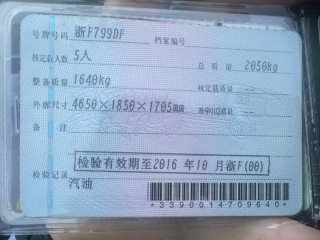 号牌号码 浙F799DF 档案编号
核定载人数 5人 总质量 2050kg
整备质量 1640kg 核定载质量 --
外廓尺寸 4650×1850×1705mm 准牵引总质量 --
备注
检验有效期至2016年10月浙F(00)
检验记录
汽油
*3390014709640*